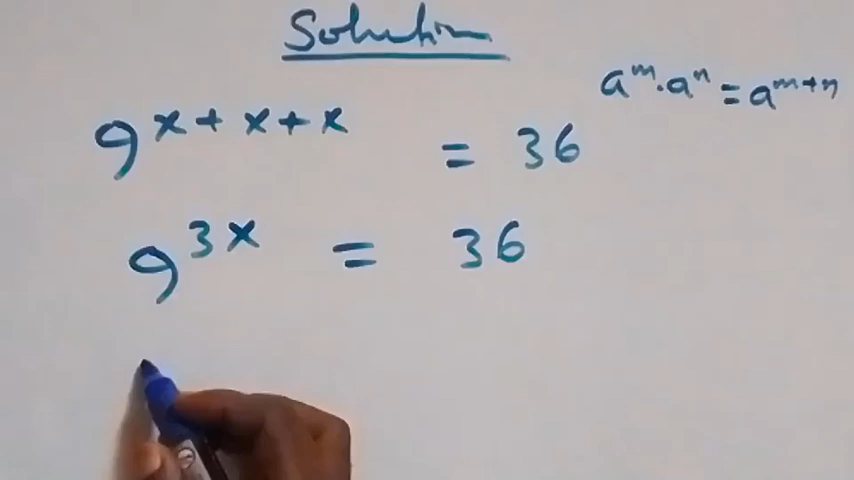 Solution
a^m . a^n = a^{m+n}
9^{x+x+x} = 36
9^{3x} = 36